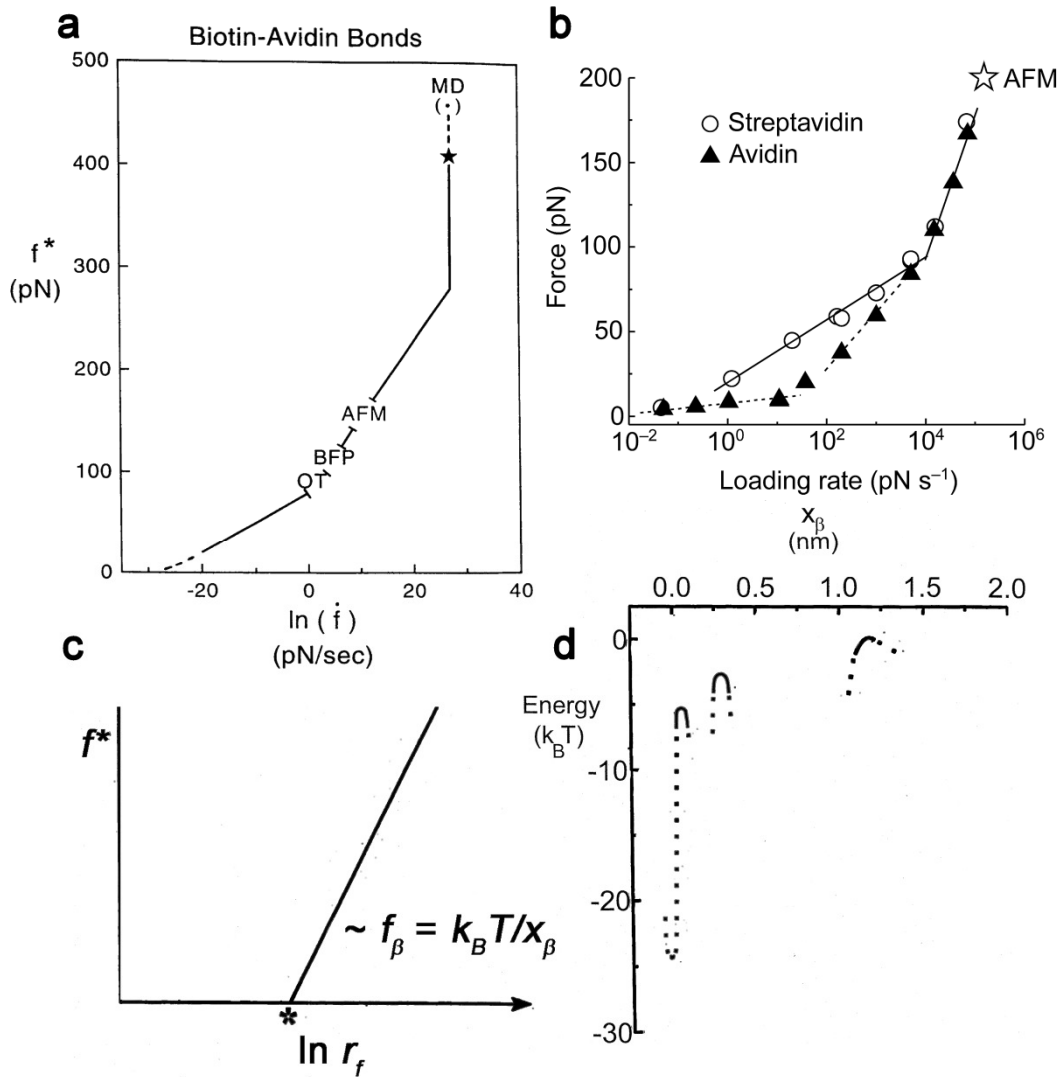 a
Biotin-Avidin Bonds
500
400
300
200
100
0
f*
(pN)
MD
(·)
AFM
BFP
OT
-20
0
20
40
ln (ḟ)
(pN/sec)
b
200
150
100
50
0
Force (pN)
AFM
Streptavidin
Avidin
10⁻²
10⁰
10²
10⁴
10⁶
Loading rate (pN s⁻¹)
c
f*
~ f_β = k_B T/x_β
*
ln r_f
d
x_β
(nm)
0.0
0.5
1.0
1.5
2.0
Energy
(k_B T)
0
-10
-20
-30